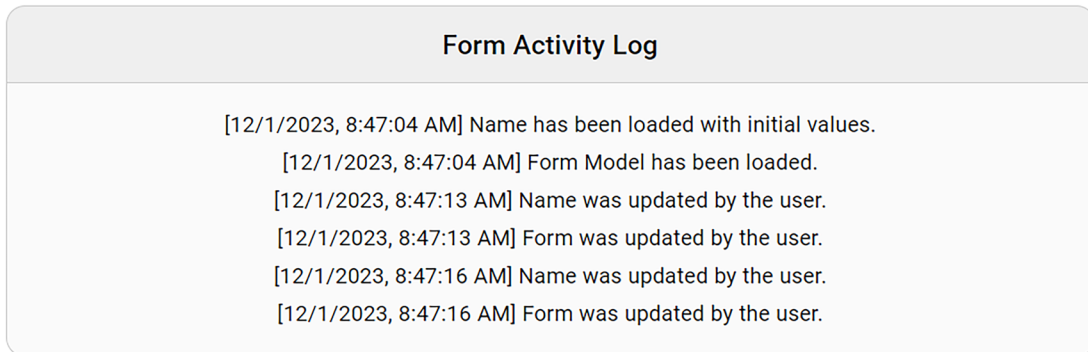 Form Activity Log
[12/1/2023, 8:47:04 AM] Name has been loaded with initial values.
[12/1/2023, 8:47:04 AM] Form Model has been loaded.
[12/1/2023, 8:47:13 AM] Name was updated by the user.
[12/1/2023, 8:47:13 AM] Form was updated by the user.
[12/1/2023, 8:47:16 AM] Name was updated by the user.
[12/1/2023, 8:47:16 AM] Form was updated by the user.